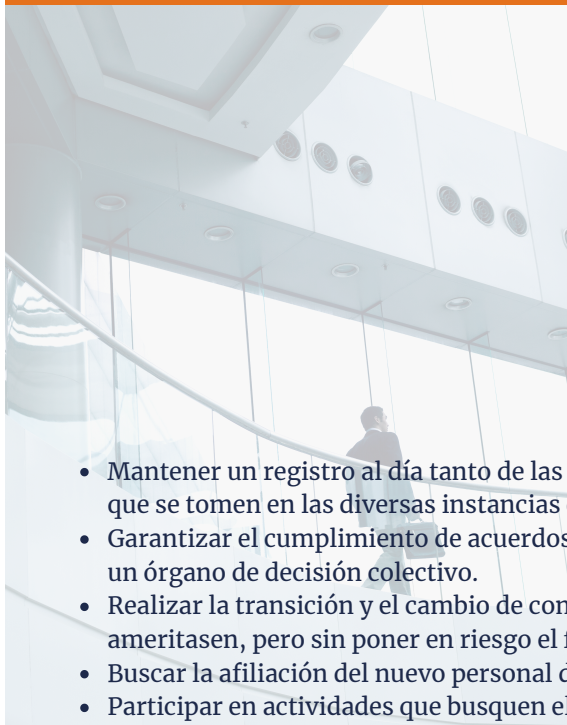 • Mantener un registro al día tanto de las
que se tomen en las diversas instancias
• Garantizar el cumplimiento de acuerdos
un órgano de decisión colectivo.
• Realizar la transición y el cambio de con
ameritasen, pero sin poner en riesgo el f
• Buscar la afiliación del nuevo personal d
• Participar en actividades que busquen el